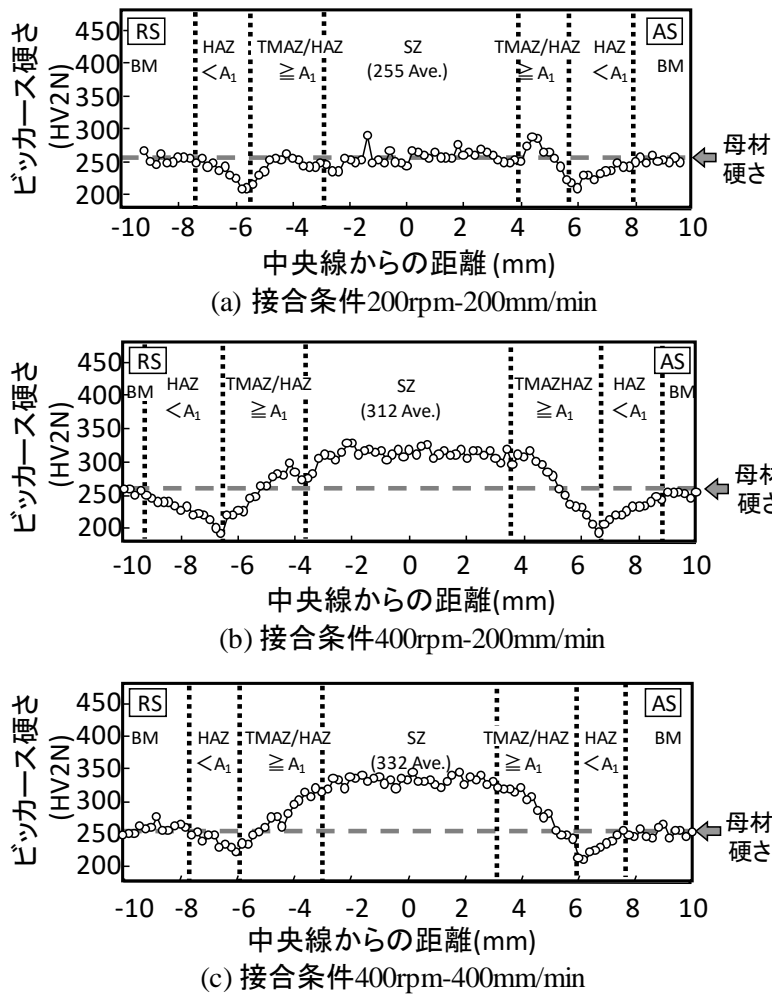 RS HAZ TMAZ/HAZ SZ TMAZ/HAZ HAZ AS
BM <A1 ≧A1 (255 Ave.) ≧A1 <A1 BM
ビッカース硬さ
(HV2N)
450
400
350
300
250
200
母材
硬さ
-10 -8 -6 -4 -2 0 2 4 6 8 10
中央線からの距離 (mm)
(a) 接合条件200rpm-200mm/min
RS AS
BM HAZ TMAZ/HAZ SZ TMAZHAZ HAZ BM
<A1 ≧A1 (312 Ave.) ≧A1 <A1
ビッカース硬さ
(HV2N)
450
400
350
300
250
200
母材
硬さ
-10 -8 -6 -4 -2 0 2 4 6 8 10
中央線からの距離(mm)
(b) 接合条件400rpm-200mm/min
RS AS
BM HAZ TMAZ/HAZ SZ TMAZ/HAZ HAZ BM
<A1 ≧A1 (332 Ave.) ≧A1 <A1
ビッカース硬さ
(HV2N)
450
400
350
300
250
200
母材
硬さ
-10 -8 -6 -4 -2 0 2 4 6 8 10
中央線からの距離(mm)
(c) 接合条件400rpm-400mm/min